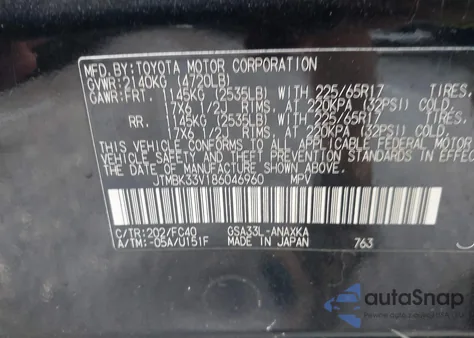 MFD. BY: TOYOTA MOTOR CORPORATION
GVWR: 2140KG (4720LB)
GAWR: FRT. 1145KG (2535LB) WITH 225/65R17 TIRES,
17X6 1/2J RIMS, AT 220KPA (32PSI) COLD.
RR. 1145KG (2535LB) WITH 225/65R17 TIRES,
17X6 1/2J RIMS, AT 220KPA (32PSI) COLD.
THIS VEHICLE CONFORMS TO ALL APPLICABLE FEDERAL MOTOR
VEHICLE SAFETY AND THEFT PREVENTION STANDARDS IN EFFECT
THE DATE OF MANUFACTURE SHOWN ABOVE.
JTMBK33V186046960 MPV
C/TR:202/FC40 GSA33L-ANAXKA
A/TM:-05A/U151F MADE IN JAPAN 763
autoSnap